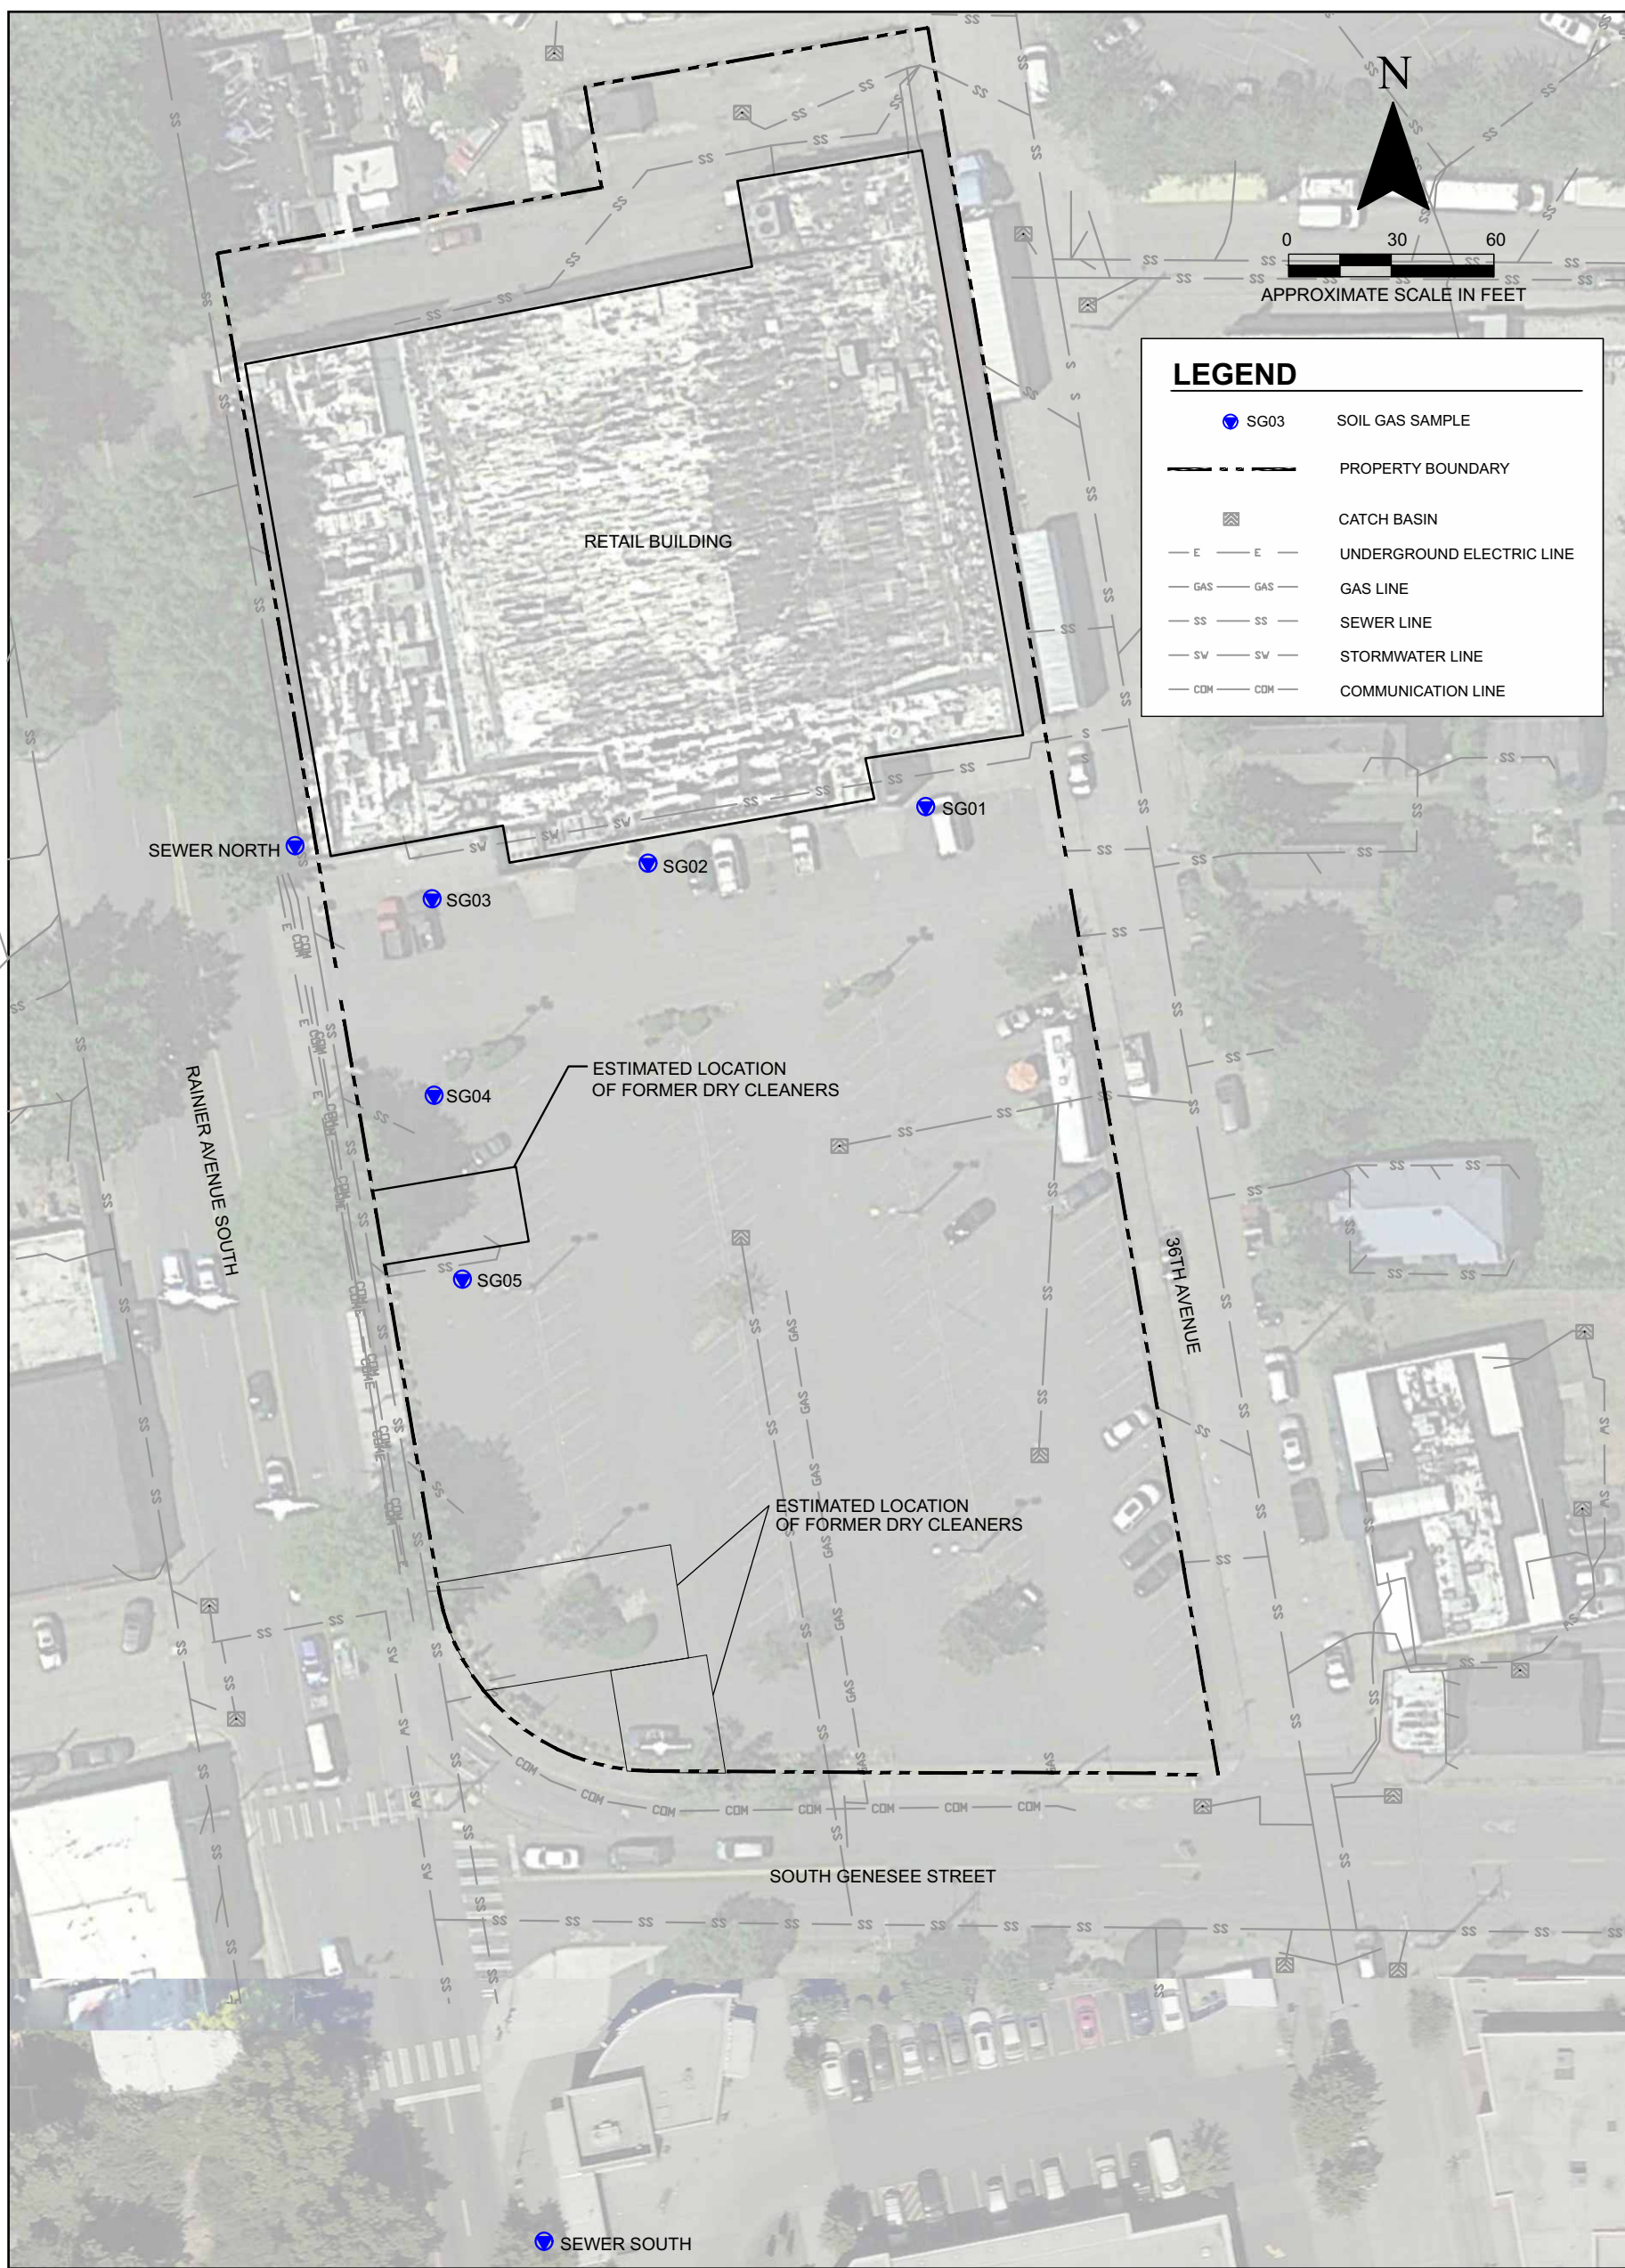 N
0 30 60
APPROXIMATE SCALE IN FEET
LEGEND
SG03 SOIL GAS SAMPLE
PROPERTY BOUNDARY
CATCH BASIN
E E UNDERGROUND ELECTRIC LINE
GAS GAS GAS LINE
SS SS SEWER LINE
SW SW STORMWATER LINE
COM COM COMMUNICATION LINE
RETAIL BUILDING
SG01
SEWER NORTH
SG02
SG03
ESTIMATED LOCATION
OF FORMER DRY CLEANERS
SG04
RAINIER AVENUE SOUTH
SG05
36TH AVENUE
ESTIMATED LOCATION
OF FORMER DRY CLEANERS
SOUTH GENESEE STREET
SEWER SOUTH